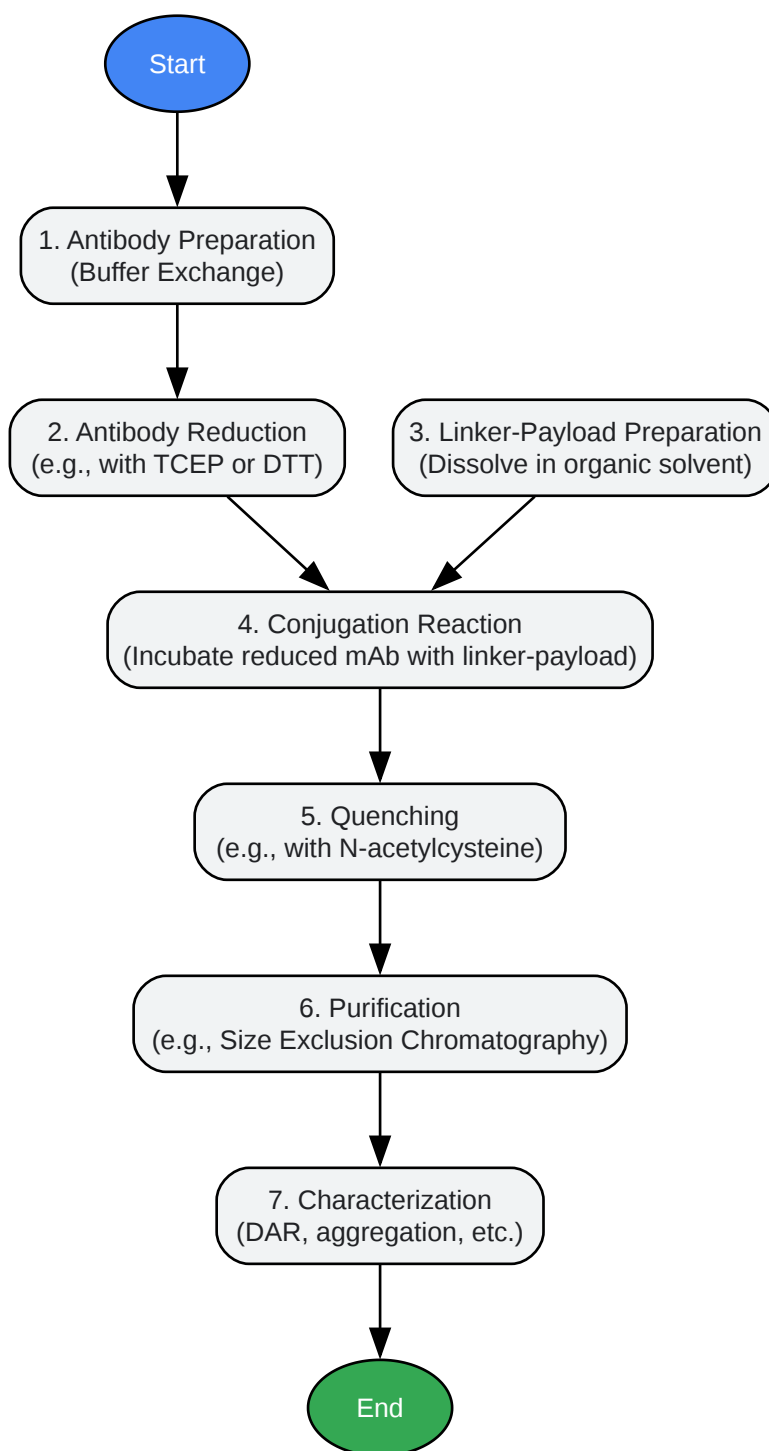 Start
1. Antibody Preparation
(Buffer Exchange)
2. Antibody Reduction
(e.g., with TCEP or DTT)
3. Linker-Payload Preparation
(Dissolve in organic solvent)
4. Conjugation Reaction
(Incubate reduced mAb with linker-payload)
5. Quenching
(e.g., with N-acetylcysteine)
6. Purification
(e.g., Size Exclusion Chromatography)
7. Characterization
(DAR, aggregation, etc.)
End